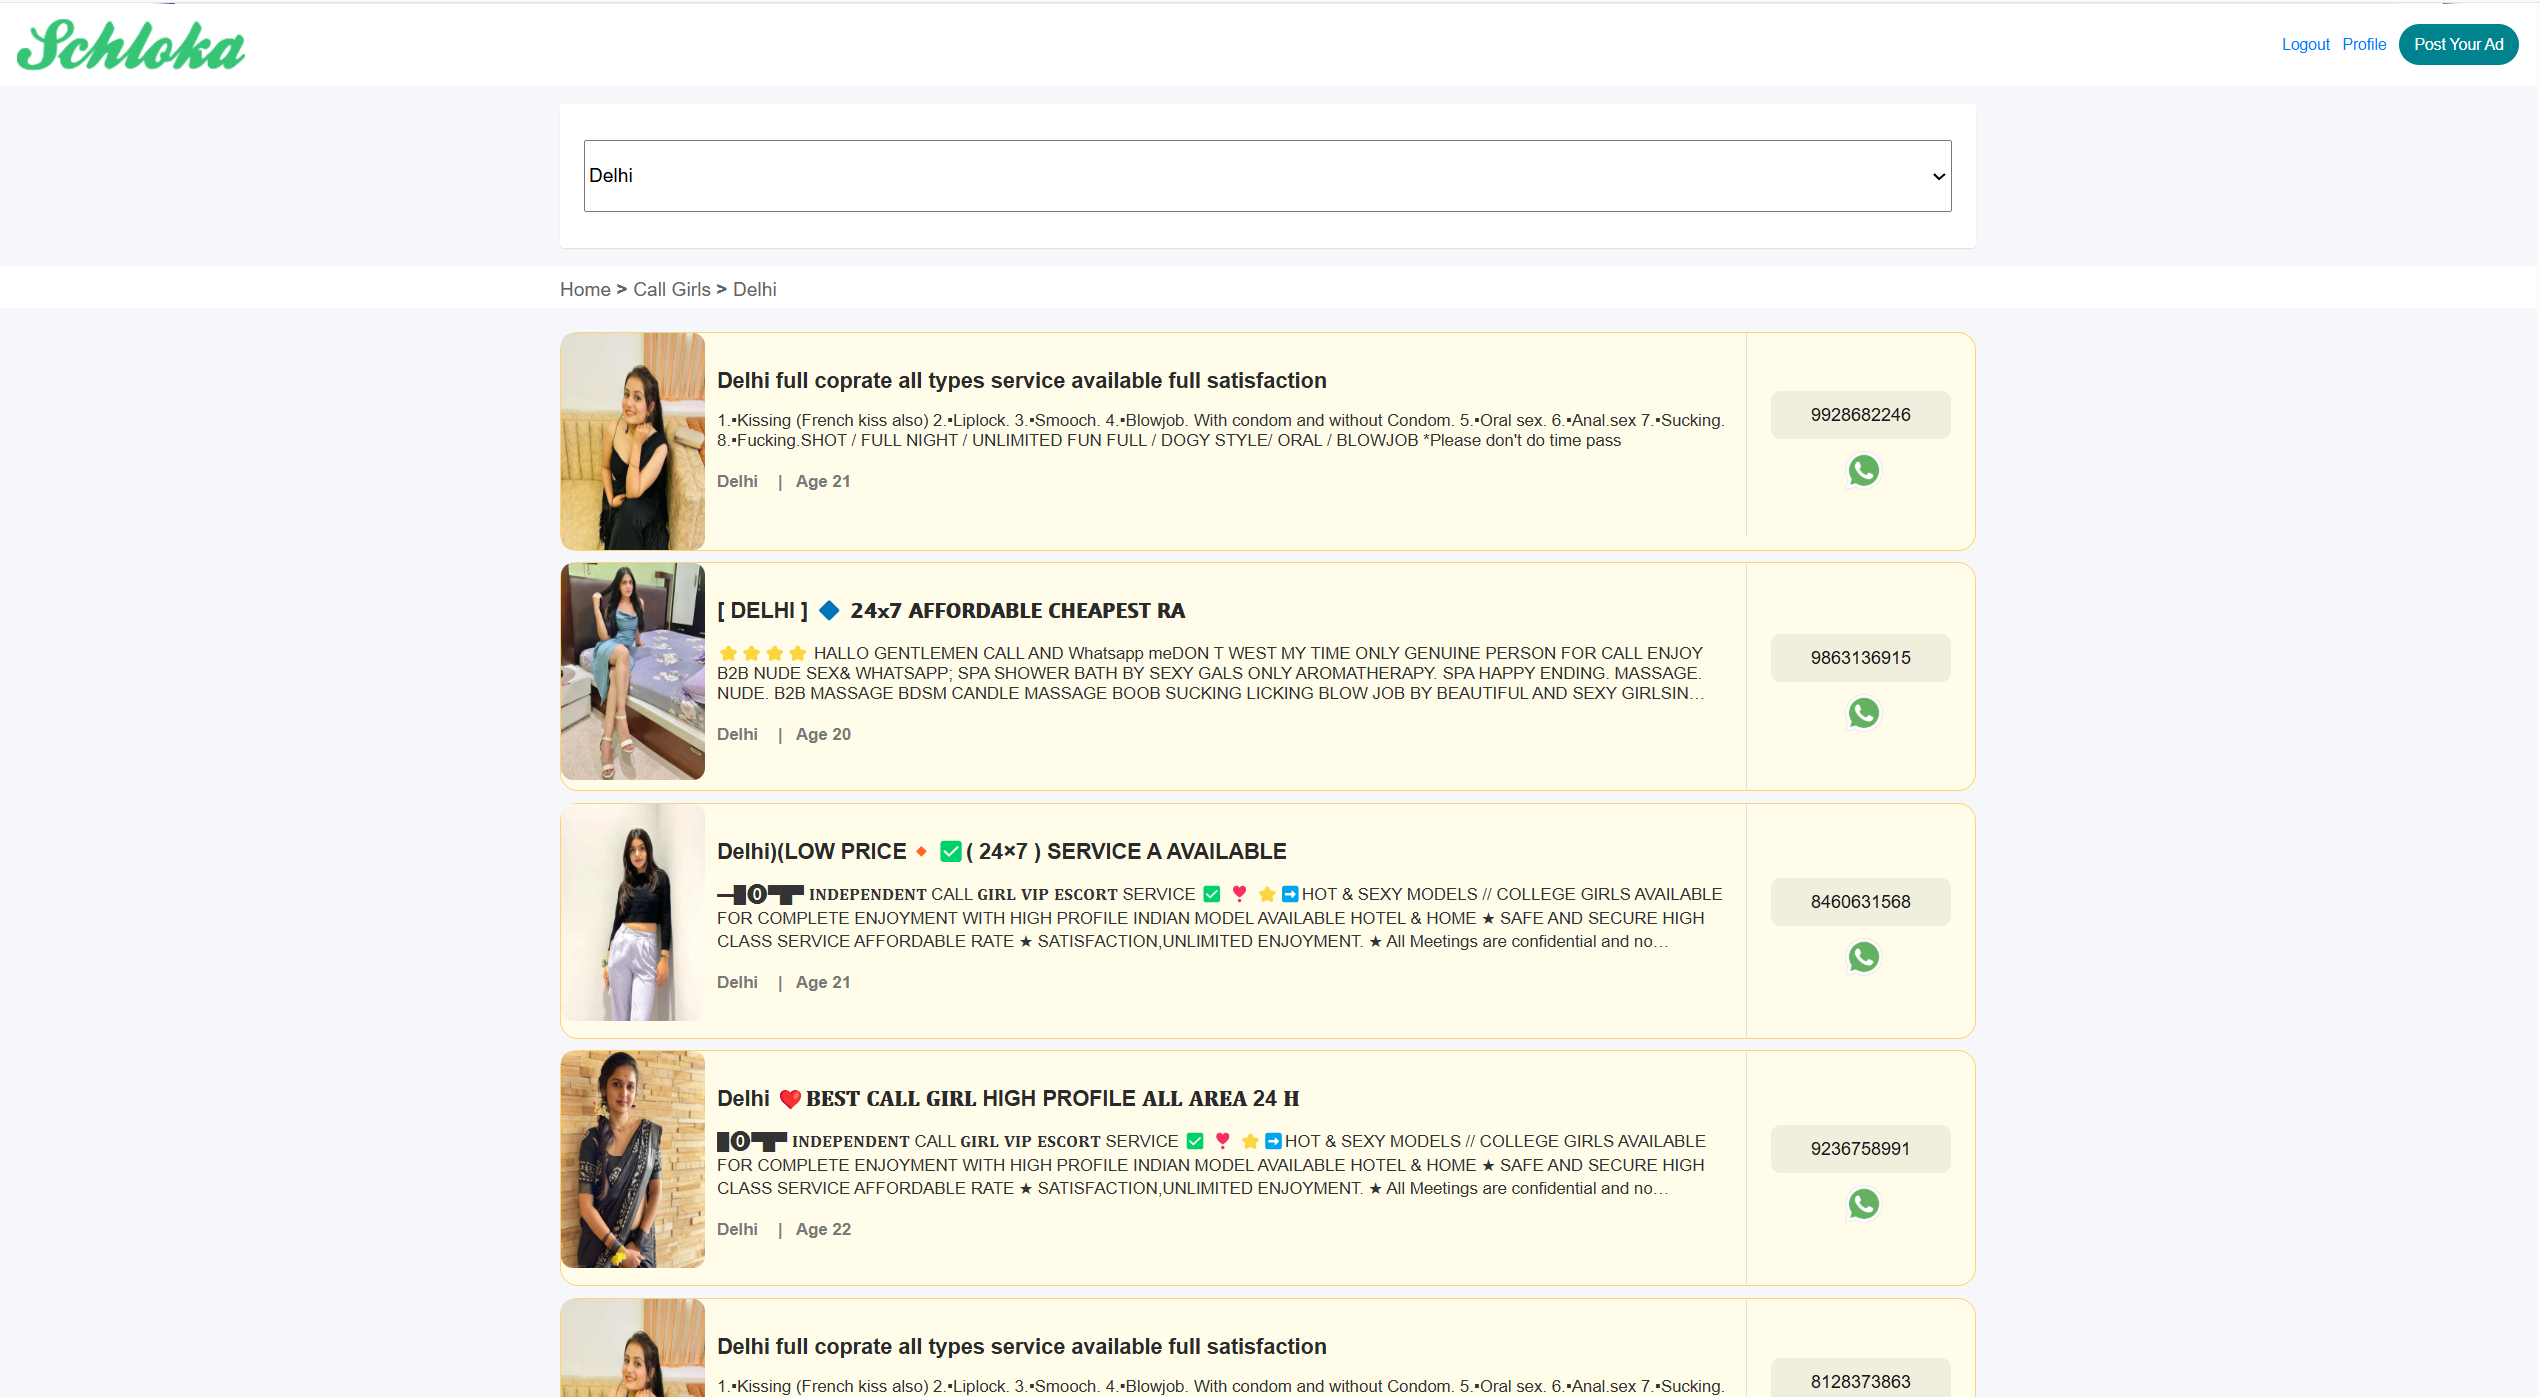 Schloka
Logout Profile Post Your Ad
Delhi
Home > Call Girls > Delhi
Delhi full coprate all types service available full satisfaction
1.▪Kissing (French kiss also) 2.▪Liplock. 3.▪Smooch. 4.▪Blowjob. With condom and without Condom. 5.▪Oral sex. 6.▪Anal.sex 7.▪Sucking.
8.▪Fucking.SHOT / FULL NIGHT / UNLIMITED FUN FULL / DOGY STYLE/ ORAL / BLOWJOB *Please don't do time pass
Delhi | Age 21
9928682246
[ DELHI ] 🔷 24x7 AFFORDABLE CHEAPEST RA
⭐⭐⭐⭐ HALLO GENTLEMEN CALL AND Whatsapp meDON T WEST MY TIME ONLY GENUINE PERSON FOR CALL ENJOY
B2B NUDE SEX& WHATSAPP; SPA SHOWER BATH BY SEXY GALS ONLY AROMATHERAPY. SPA HAPPY ENDING. MASSAGE.
NUDE. B2B MASSAGE BDSM CANDLE MASSAGE BOOB SUCKING LICKING BLOW JOB BY BEAUTIFUL AND SEXY GIRLSIN…
Delhi | Age 20
9863136915
Delhi)(LOW PRICE🔸✅( 24×7 ) SERVICE A AVAILABLE
—█⓿▀█▀ INDEPENDENT CALL GIRL VIP ESCORT SERVICE ✅ ❣️ ⭐➡️HOT & SEXY MODELS // COLLEGE GIRLS AVAILABLE
FOR COMPLETE ENJOYMENT WITH HIGH PROFILE INDIAN MODEL AVAILABLE HOTEL & HOME ★ SAFE AND SECURE HIGH
CLASS SERVICE AFFORDABLE RATE ★ SATISFACTION,UNLIMITED ENJOYMENT. ★ All Meetings are confidential and no…
Delhi | Age 21
8460631568
Delhi ❤️BEST CALL GIRL HIGH PROFILE ALL AREA 24 H
█⓿▀█▀ INDEPENDENT CALL GIRL VIP ESCORT SERVICE ✅ ❣️ ⭐➡️HOT & SEXY MODELS // COLLEGE GIRLS AVAILABLE
FOR COMPLETE ENJOYMENT WITH HIGH PROFILE INDIAN MODEL AVAILABLE HOTEL & HOME ★ SAFE AND SECURE HIGH
CLASS SERVICE AFFORDABLE RATE ★ SATISFACTION,UNLIMITED ENJOYMENT. ★ All Meetings are confidential and no…
Delhi | Age 22
9236758991
Delhi full coprate all types service available full satisfaction
1.▪Kissing (French kiss also) 2.▪Liplock. 3.▪Smooch. 4.▪Blowjob. With condom and without Condom. 5.▪Oral sex. 6.▪Anal.sex 7.▪Sucking.
8128373863